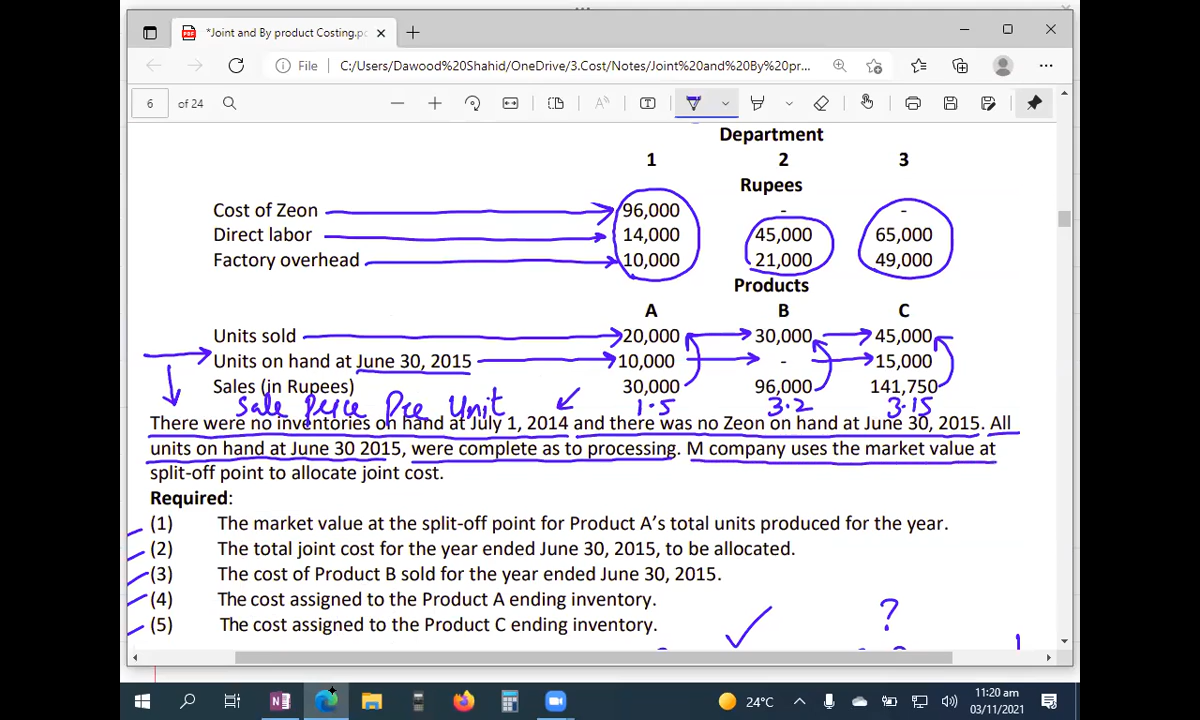 *Joint and By product Costing.pc
File C:/Users/Dawood%20Shahid/OneDrive/3.Cost/Notes/Joint%20and%20By%20pr...
6 of 24
Department
1 2 3
Rupees
Cost of Zeon 96,000 - -
Direct labor 14,000 45,000 65,000
Factory overhead 10,000 21,000 49,000
Products
A B C
Units sold 20,000 30,000 45,000
Units on hand at June 30, 2015 10,000 - 15,000
Sales (in Rupees) 30,000 96,000 141,750
Sale Price Per Unit 1.5 3.2 3.15
There were no inventories on hand at July 1, 2014 and there was no Zeon on hand at June 30, 2015. All
units on hand at June 30 2015, were complete as to processing. M company uses the market value at
split-off point to allocate joint cost.
Required:
(1) The market value at the split-off point for Product A's total units produced for the year.
(2) The total joint cost for the year ended June 30, 2015, to be allocated.
(3) The cost of Product B sold for the year ended June 30, 2015.
(4) The cost assigned to the Product A ending inventory.
?
(5) The cost assigned to the Product C ending inventory.
24°C
11:20 am
03/11/2021